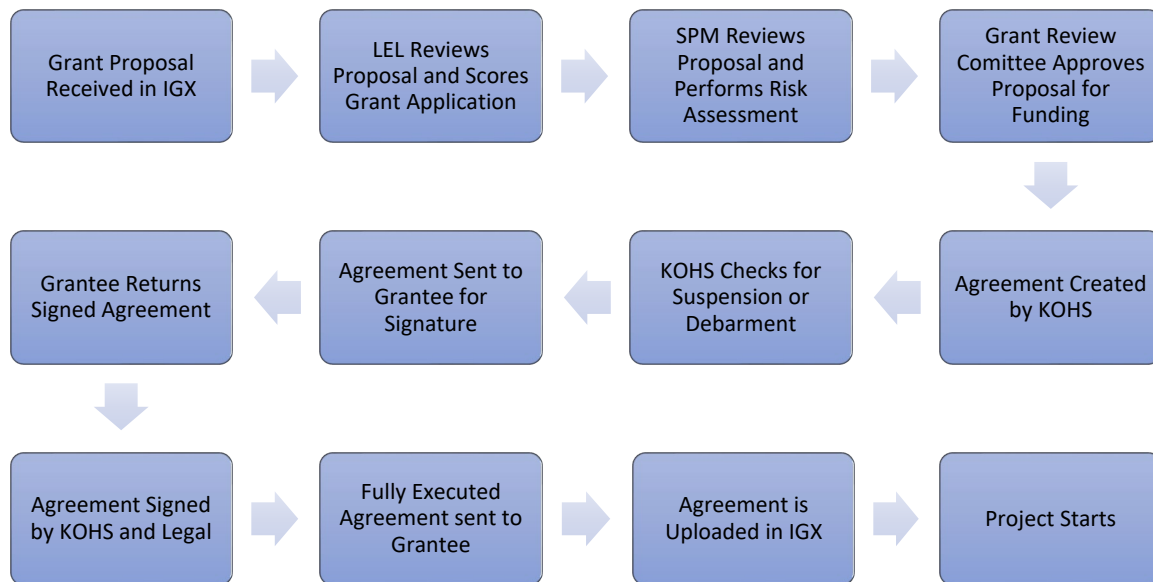 Grant Proposal
Received in IGX
LEL Reviews
Proposal and Scores
Grant Application
SPM Reviews
Proposal and
Performs Risk
Assessment
Grant Review
Comittee Approves
Proposal for
Funding
Agreement Created
by KOHS
KOHS Checks for
Suspension or
Debarment
Agreement Sent to
Grantee for
Signature
Grantee Returns
Signed Agreement
Agreement Signed
by KOHS and Legal
Fully Executed
Agreement sent to
Grantee
Agreement is
Uploaded in IGX
Project Starts